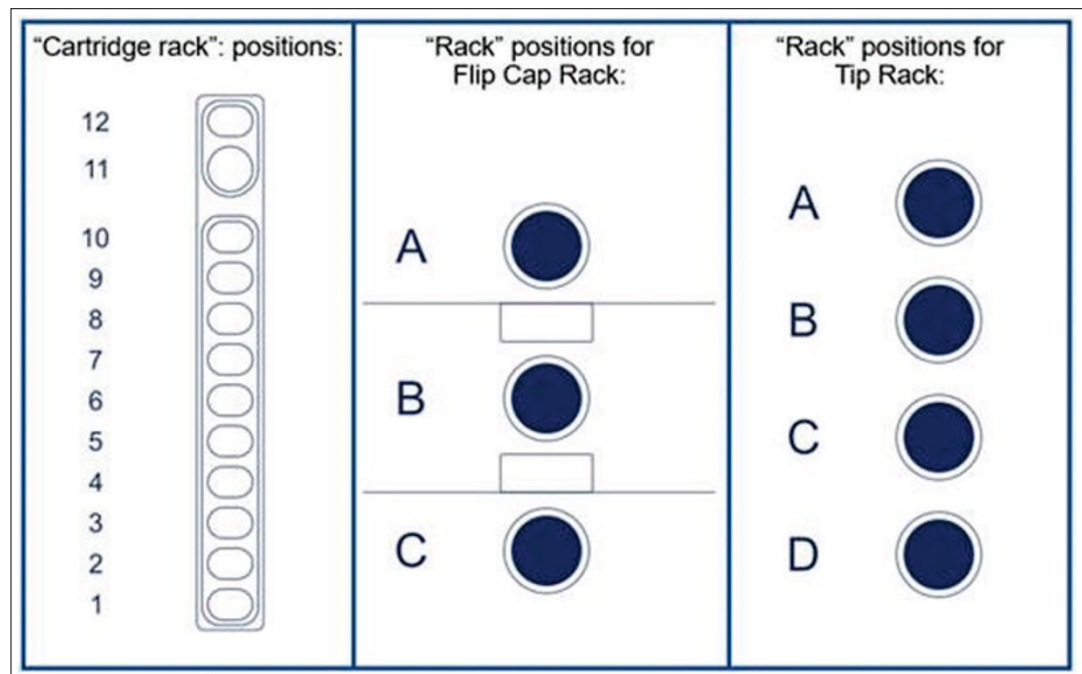 “Cartridge rack”: positions:
12
11
10
9
8
7
6
5
4
3
2
1
“Rack” positions for
Flip Cap Rack:
A
B
C
“Rack” positions for
Tip Rack:
A
B
C
D